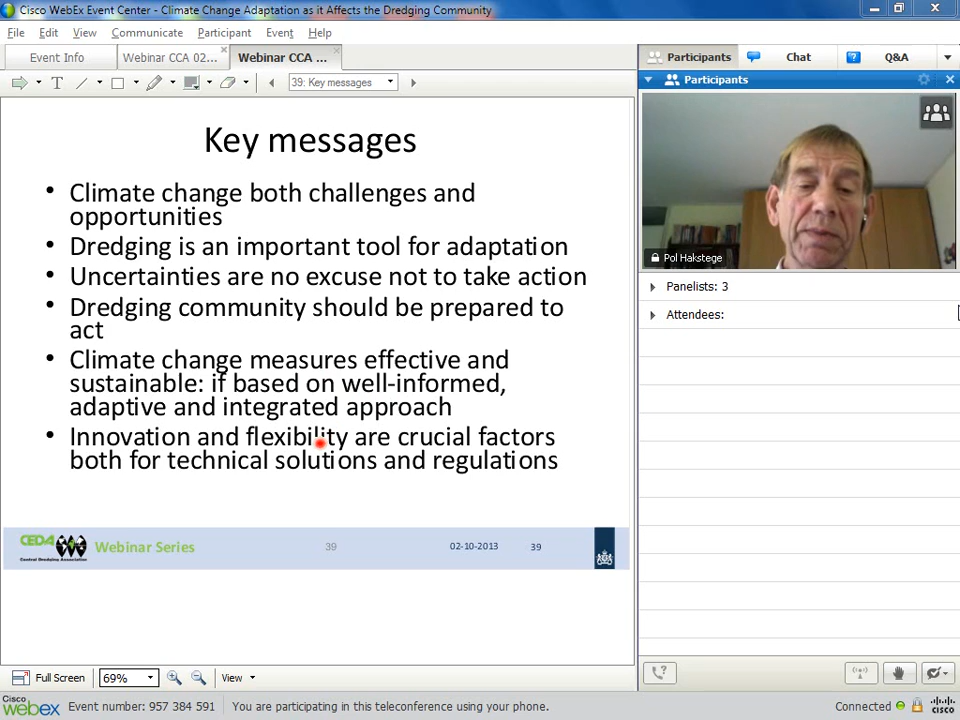 Cisco WebEx Event Center - Climate Change Adaptation as it Affects the Dredging Community
File Edit View Communicate Participant Event Help
Event Info Webinar CCA 02... Webinar CCA ...
Participants Chat Q&A
T 39: Key messages
Participants
Key messages
• Climate change both challenges and
opportunities
• Dredging is an important tool for adaptation
• Uncertainties are no excuse not to take action
• Dredging community should be prepared to
act
• Climate change measures effective and
sustainable: if based on well-informed,
adaptive and integrated approach
• Innovation and flexibility are crucial factors
both for technical solutions and regulations
Pol Hakstege
Panelists: 3
Attendees:
CEDA
Central Dredging Association
Webinar Series 39 02-10-2013 39
Full Screen 69% View
Cisco
webex Event number: 957 384 591 You are participating in this teleconference using your phone. Connected
cisco